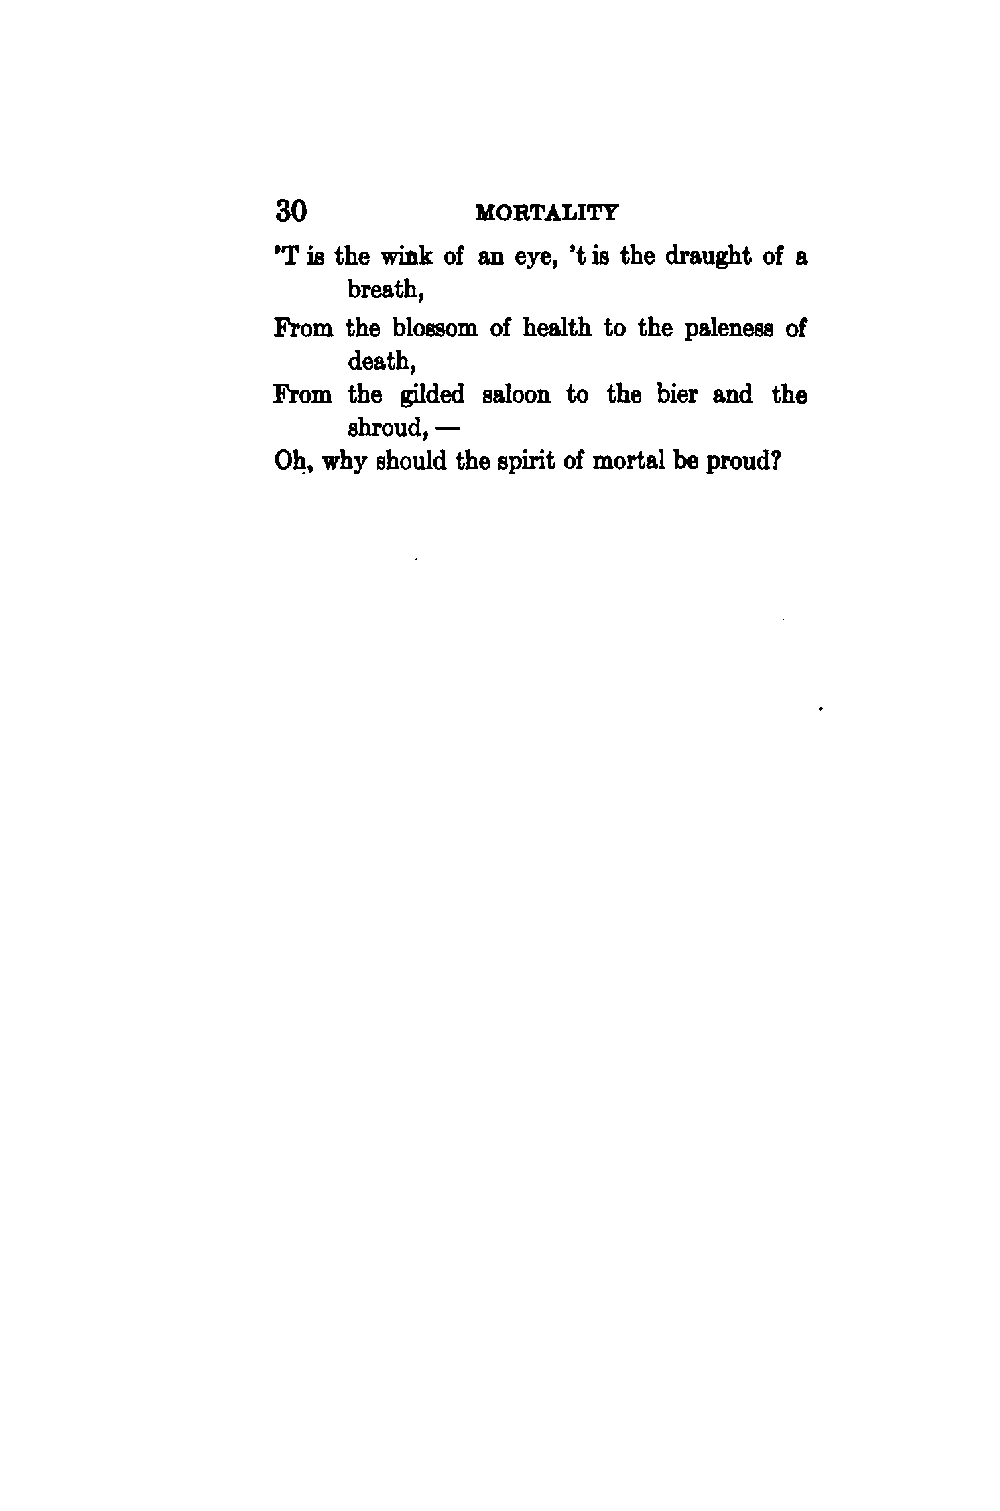 30 MORTALITY
'T is the wink of an eye, 't is the draught of a
breath,
From the blossom of health to the paleness of
death,
From the gilded saloon to the bier and the
shroud, —
Oh, why should the spirit of mortal be proud?